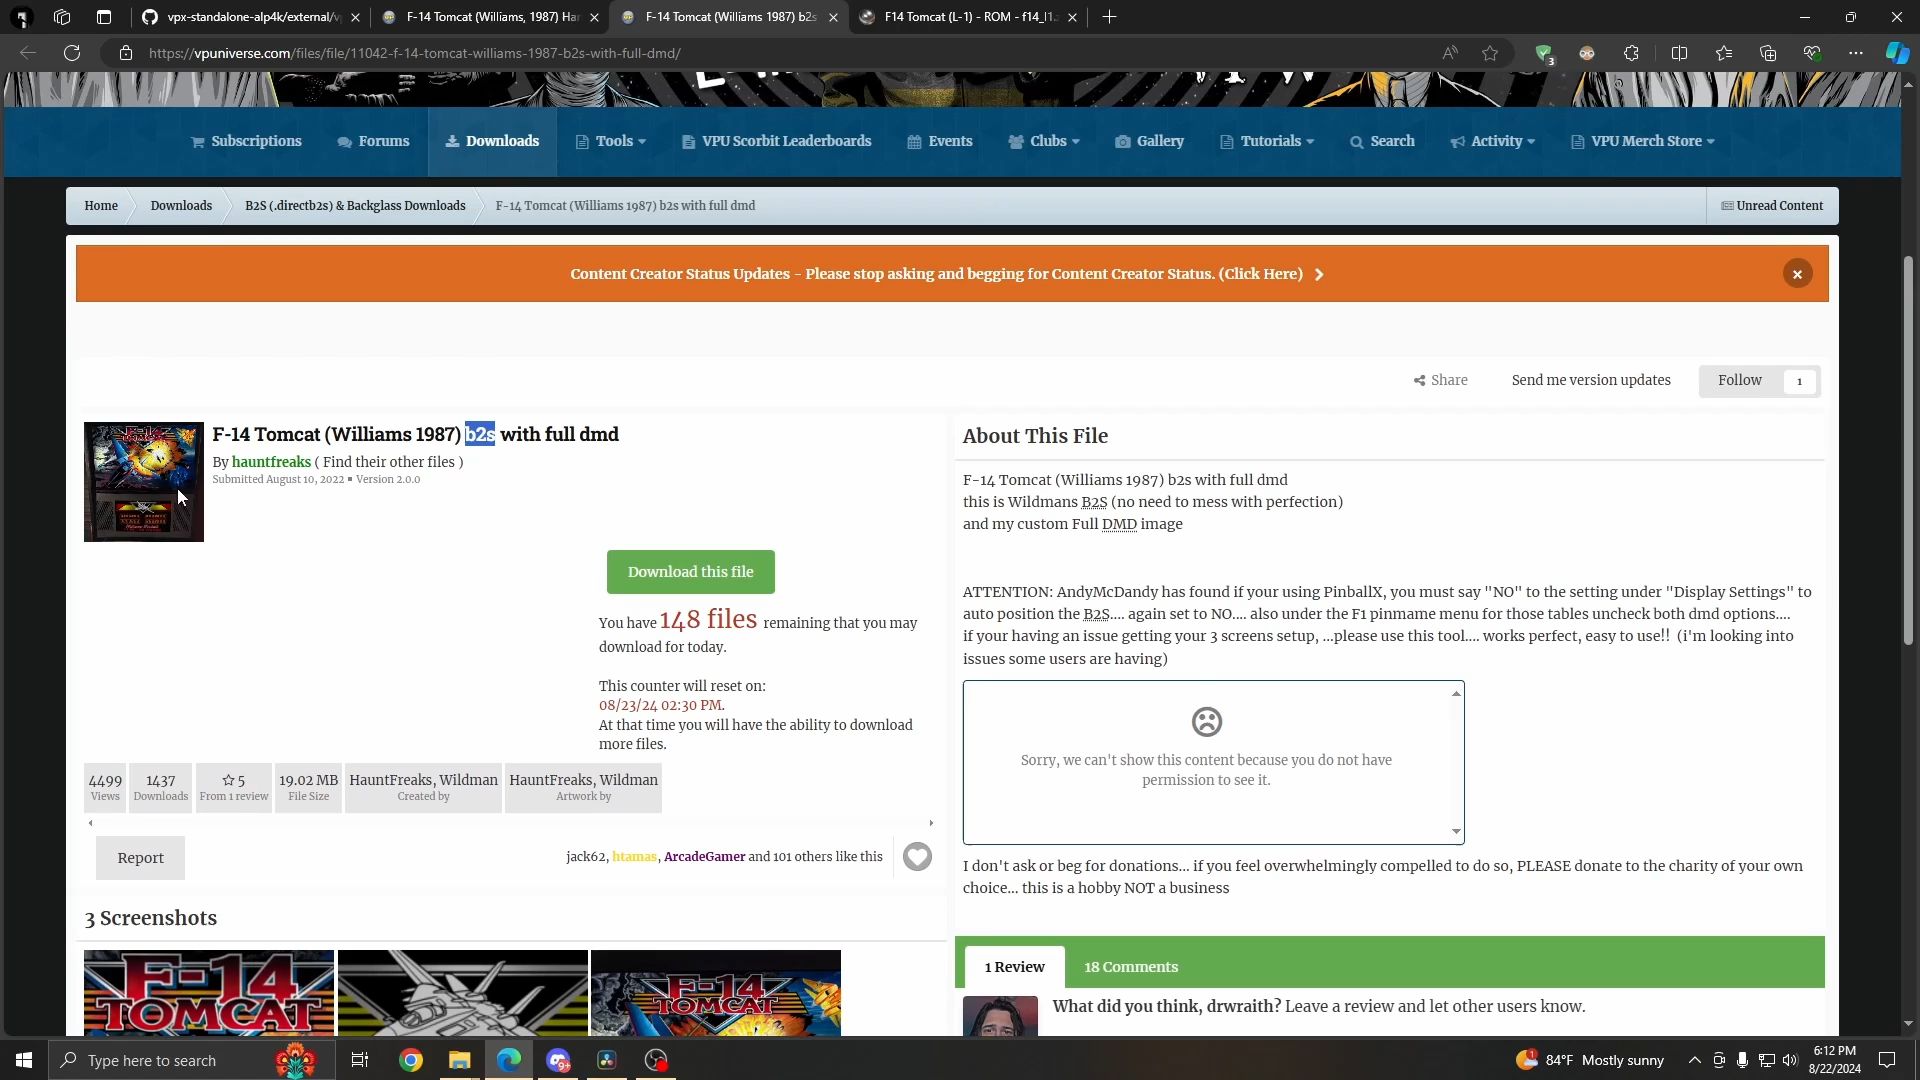 vpx-standalone-alp4k/external/vp
F-14 Tomcat (Williams, 1987) Han
F-14 Tomcat (Williams 1987) b2s
F14 Tomcat (L-1) - ROM - f14_l1.z
https://vpuniverse.com/files/file/11042-f-14-tomcat-williams-1987-b2s-with-full-dmd/
3
Subscriptions
Forums
Downloads
Tools
VPU Scorbit Leaderboards
Events
Clubs
Gallery
Tutorials
Search
Activity
VPU Merch Store
Home
Downloads
B2S (.directb2s) & Backglass Downloads
F-14 Tomcat (Williams 1987) b2s with full dmd
Unread Content
Content Creator Status Updates - Please stop asking and begging for Content Creator Status. (Click Here)
Share
Send me version updates
Follow
1
F-14 Tomcat (Williams 1987) b2s with full dmd
By hauntfreaks ( Find their other files )
Submitted August 10, 2022 • Version 2.0.0
Download this file
You have 148 files remaining that you may
download for today.
This counter will reset on:
08/23/24 02:30 PM.
At that time you will have the ability to download
more files.
4499
Views
1437
Downloads
5
From 1 review
19.02 MB
File Size
HauntFreaks, Wildman
Created by
HauntFreaks, Wildman
Artwork by
Report
jack62, htamas, ArcadeGamer and 101 others like this
3 Screenshots
F-14
TOMCAT
F-14
TOMCAT
About This File
F-14 Tomcat (Williams 1987) b2s with full dmd
this is Wildmans B2S (no need to mess with perfection)
and my custom Full DMD image
ATTENTION: AndyMcDandy has found if your using PinballX, you must say "NO" to the setting under "Display Settings" to
auto position the B2S.... again set to NO.... also under the F1 pinmame menu for those tables uncheck both dmd options....
if your having an issue getting your 3 screens setup, ...please use this tool.... works perfect, easy to use!! (i'm looking into
issues some users are having)
Sorry, we can't show this content because you do not have
permission to see it.
I don't ask or beg for donations... if you feel overwhelmingly compelled to do so, PLEASE donate to the charity of your own
choice... this is a hobby NOT a business
1 Review
18 Comments
What did you think, drwraith? Leave a review and let other users know.
Type here to search
9+
1
84°F Mostly sunny
6:12 PM
8/22/2024